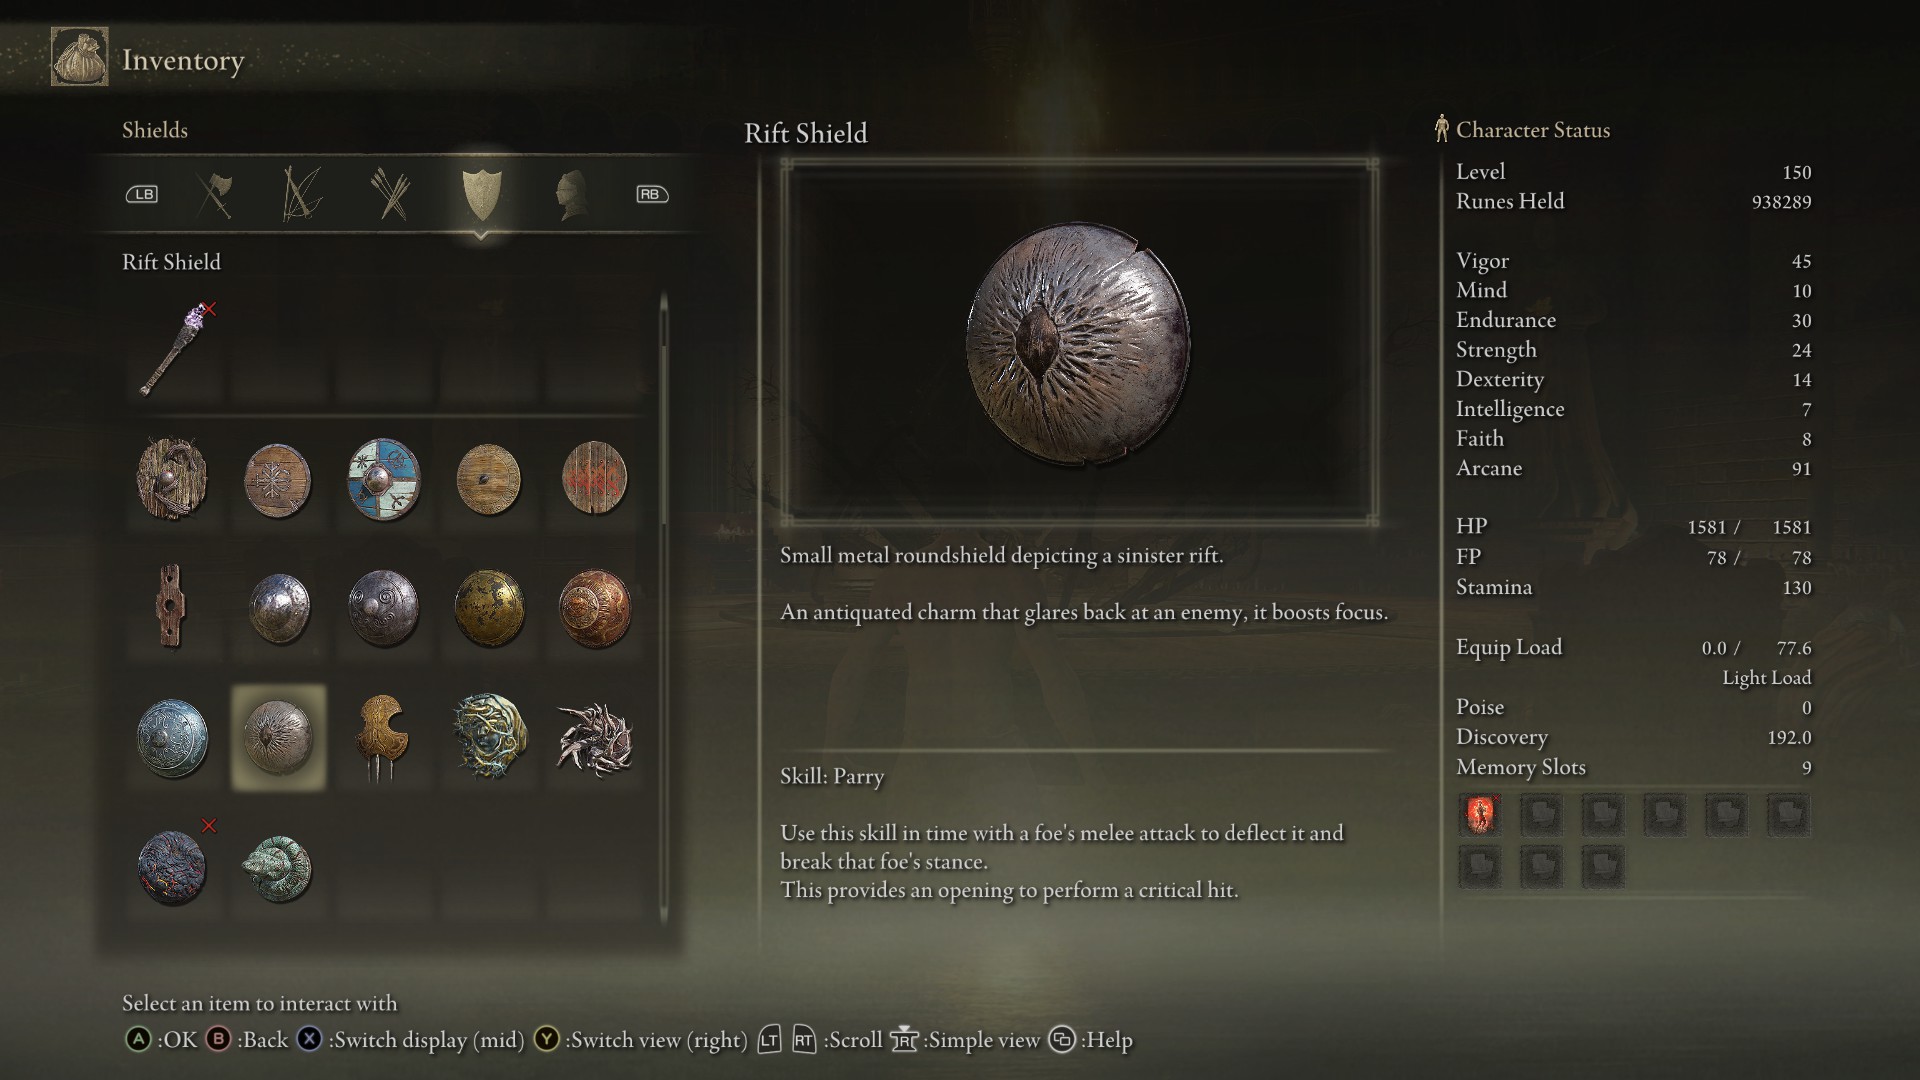 Inventory
Shields
LB
RB
Rift Shield
Rift Shield
Small metal roundshield depicting a sinister rift.
An antiquated charm that glares back at an enemy, it boosts focus.
Skill: Parry
Use this skill in time with a foe's melee attack to deflect it and
break that foe's stance.
This provides an opening to perform a critical hit.
Character Status
Level 150
Runes Held 938289
Vigor 45
Mind 10
Endurance 30
Strength 24
Dexterity 14
Intelligence 7
Faith 8
Arcane 91
HP 1581 / 1581
FP 78 / 78
Stamina 130
Equip Load 0.0 / 77.6
Light Load
Poise 0
Discovery 192.0
Memory Slots 9
Select an item to interact with
A :OK B :Back X :Switch display (mid) Y :Switch view (right) LT RT :Scroll R :Simple view :Help